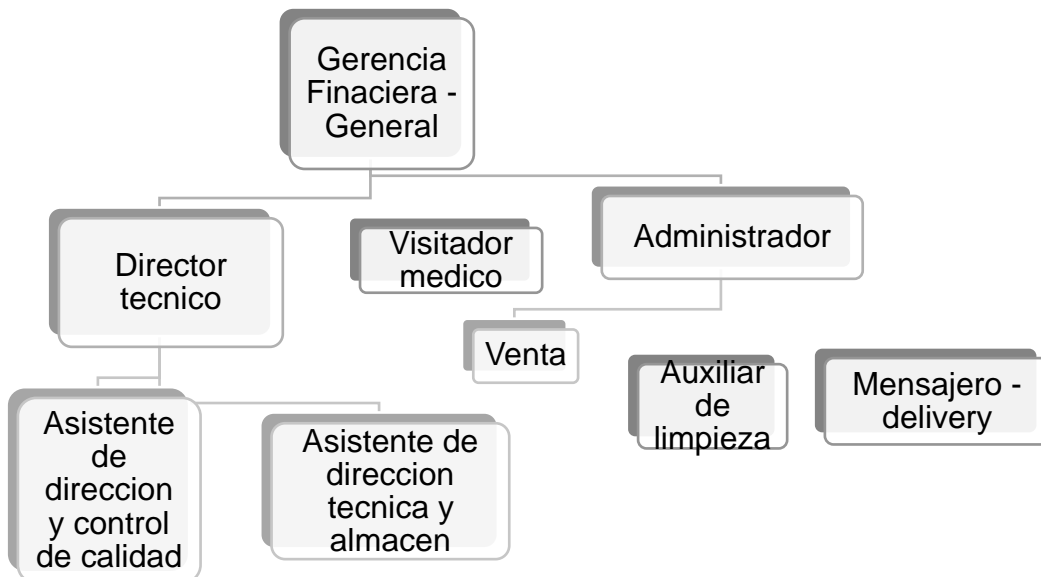 Gerencia
Finaciera -
General
Director
tecnico
Visitador
medico
Administrador
Venta
Auxiliar
de
limpieza
Mensajero -
delivery
Asistente
de
direccion
y control
de calidad
Asistente de
direccion
tecnica y
almacen